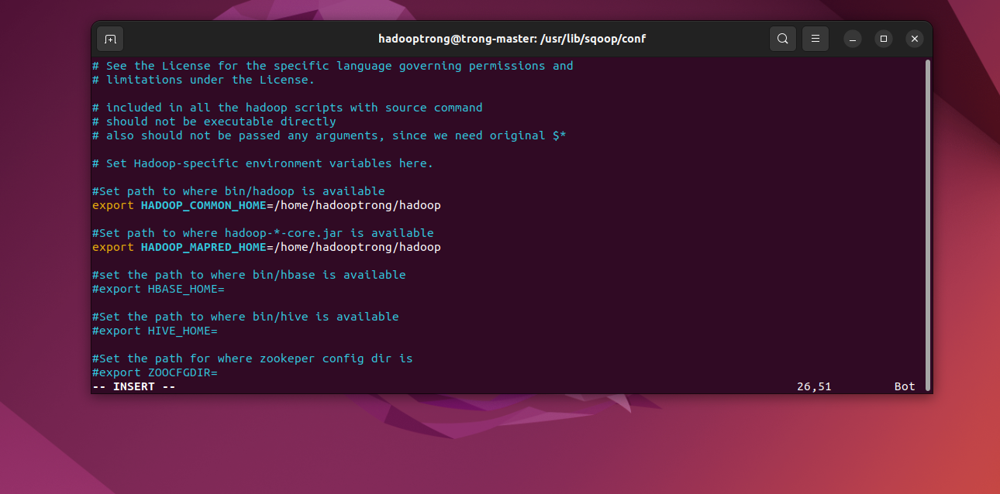 hadooptrong@trong-master: /usr/lib/sqoop/conf
# See the License for the specific language governing permissions and
# limitations under the License.
# included in all the hadoop scripts with source command
# should not be executable directly
# also should not be passed any arguments, since we need original $*
# Set Hadoop-specific environment variables here.
#Set path to where bin/hadoop is available
export HADOOP_COMMON_HOME=/home/hadooptrong/hadoop
#Set path to where hadoop-*-core.jar is available
export HADOOP_MAPRED_HOME=/home/hadooptrong/hadoop
#set the path to where bin/hbase is available
#export HBASE_HOME=
#Set the path to where bin/hive is available
#export HIVE_HOME=
#Set the path for where zookeper config dir is
#export ZOOCFGDIR=
-- INSERT -- 26,51 Bot